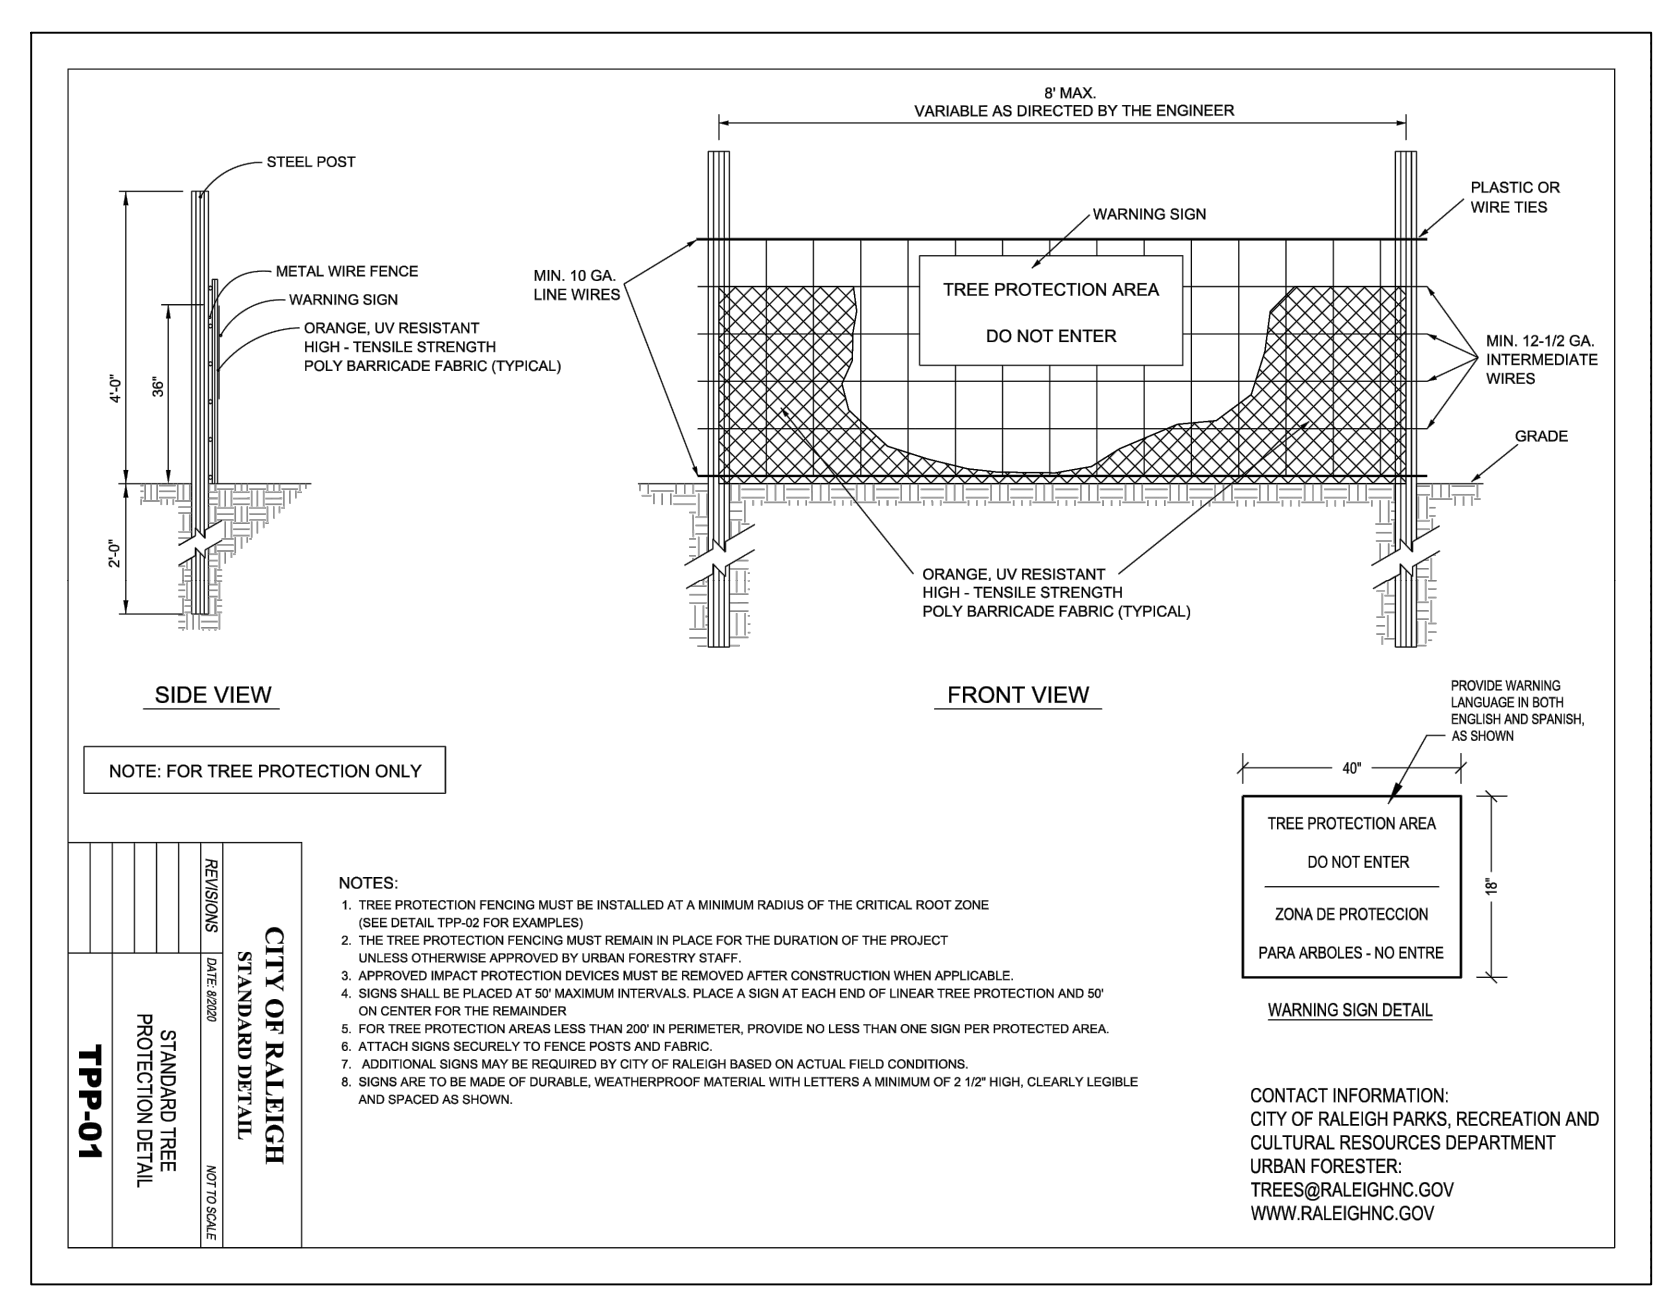 8' MAX.
VARIABLE AS DIRECTED BY THE ENGINEER
STEEL POST
METAL WIRE FENCE
WARNING SIGN
ORANGE, UV RESISTANT
HIGH - TENSILE STRENGTH
POLY BARRICADE FABRIC (TYPICAL)
4'-0"
36"
2'-0"
SIDE VIEW
MIN. 10 GA.
LINE WIRES
WARNING SIGN
TREE PROTECTION AREA
DO NOT ENTER
PLASTIC OR
WIRE TIES
MIN. 12-1/2 GA.
INTERMEDIATE
WIRES
GRADE
ORANGE, UV RESISTANT
HIGH - TENSILE STRENGTH
POLY BARRICADE FABRIC (TYPICAL)
FRONT VIEW
NOTE: FOR TREE PROTECTION ONLY
PROVIDE WARNING
LANGUAGE IN BOTH
ENGLISH AND SPANISH,
AS SHOWN
40"
18"
TREE PROTECTION AREA
DO NOT ENTER
ZONA DE PROTECCION
PARA ARBOLES - NO ENTRE
WARNING SIGN DETAIL
NOTES:
1. TREE PROTECTION FENCING MUST BE INSTALLED AT A MINIMUM RADIUS OF THE CRITICAL ROOT ZONE
(SEE DETAIL TPP-02 FOR EXAMPLES)
2. THE TREE PROTECTION FENCING MUST REMAIN IN PLACE FOR THE DURATION OF THE PROJECT
UNLESS OTHERWISE APPROVED BY URBAN FORESTRY STAFF.
3. APPROVED IMPACT PROTECTION DEVICES MUST BE REMOVED AFTER CONSTRUCTION WHEN APPLICABLE.
4. SIGNS SHALL BE PLACED AT 50' MAXIMUM INTERVALS. PLACE A SIGN AT EACH END OF LINEAR TREE PROTECTION AND 50'
ON CENTER FOR THE REMAINDER
5. FOR TREE PROTECTION AREAS LESS THAN 200' IN PERIMETER, PROVIDE NO LESS THAN ONE SIGN PER PROTECTED AREA.
6. ATTACH SIGNS SECURELY TO FENCE POSTS AND FABRIC.
7. ADDITIONAL SIGNS MAY BE REQUIRED BY CITY OF RALEIGH BASED ON ACTUAL FIELD CONDITIONS.
8. SIGNS ARE TO BE MADE OF DURABLE, WEATHERPROOF MATERIAL WITH LETTERS A MINIMUM OF 2 1/2" HIGH, CLEARLY LEGIBLE
AND SPACED AS SHOWN.
CITY OF RALEIGH
STANDARD DETAIL
REVISIONS
DATE: 8/2020
NOT TO SCALE
STANDARD TREE
PROTECTION DETAIL
TPP-01
CONTACT INFORMATION:
CITY OF RALEIGH PARKS, RECREATION AND
CULTURAL RESOURCES DEPARTMENT
URBAN FORESTER:
TREES@RALEIGHNC.GOV
WWW.RALEIGHNC.GOV